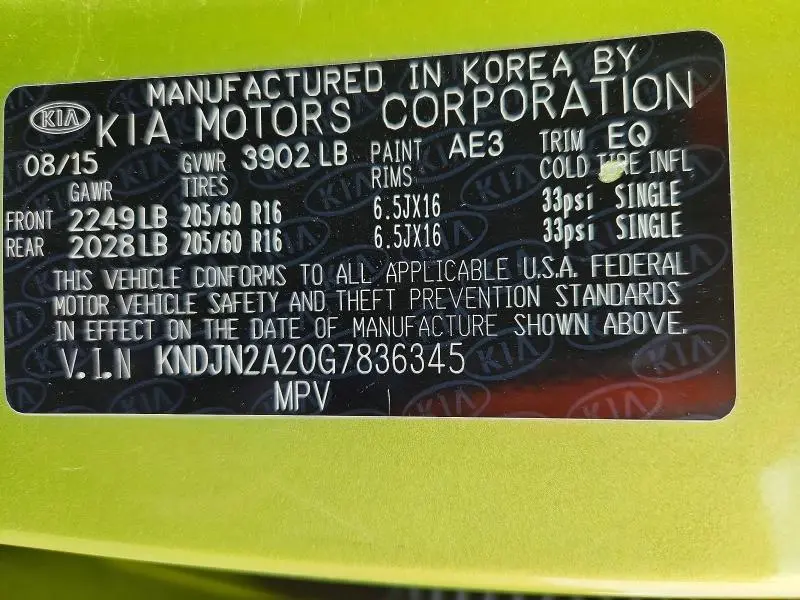 MANUFACTURED IN KOREA BY
KIA KIA MOTORS CORPORATION
08/15 GVWR 3902 LB PAINT AE3 TRIM EQ
GAWR TIRES RIMS COLD TIRE INFL
FRONT 2249 LB 205/60 R16 6.5JX16 33psi SINGLE
REAR 2028 LB 205/60 R16 6.5JX16 33psi SINGLE
THIS VEHICLE CONFORMS TO ALL APPLICABLE U.S.A. FEDERAL
MOTOR VEHICLE SAFETY AND THEFT PREVENTION STANDARDS
IN EFFECT ON THE DATE OF MANUFACTURE SHOWN ABOVE.
V.I.N KNDJN2A20G7836345
MPV